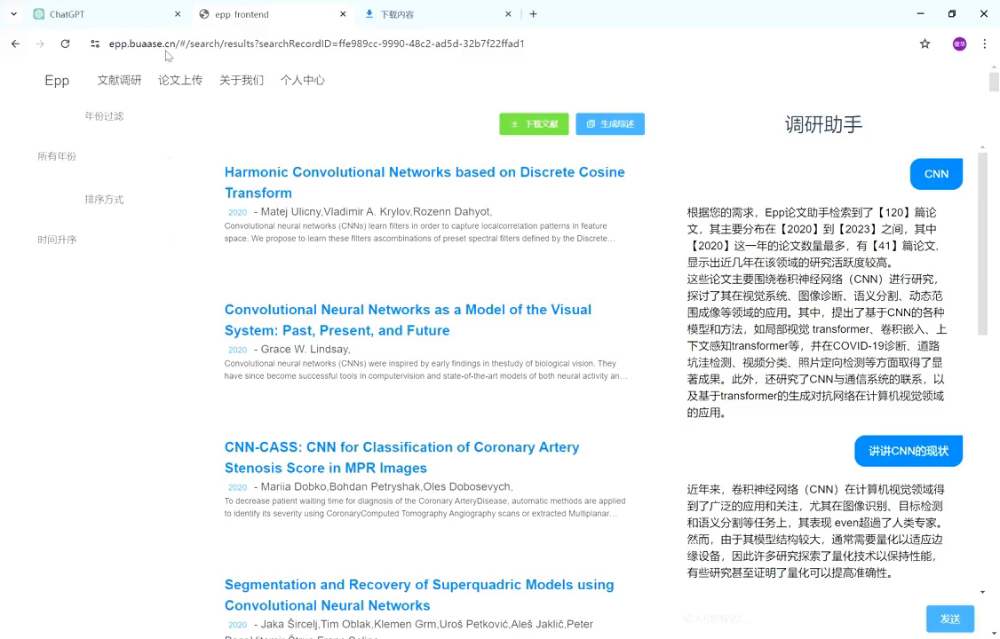 ChatGPT
epp frontend
下载内容
epp.buaase.cn/#/search/results?searchRecordID=ffe989cc-9990-48c2-ad5d-32b7f22ffad1
俊华
Epp 文献调研 论文上传 关于我们 个人中心
年份过滤
所有年份
排序方式
时间升序
下载文献 生成综述
Harmonic Convolutional Networks based on Discrete Cosine
Transform
2020 - Matej Ulicny,Vladimir A. Krylov,Rozenn Dahyot,
Convolutional neural networks (CNNs) learn filters in order to capture localcorrelation patterns in feature
space. We propose to learn these filters ascombinations of preset spectral filters defined by the Discrete...
Convolutional Neural Networks as a Model of the Visual
System: Past, Present, and Future
2020 - Grace W. Lindsay,
Convolutional neural networks (CNNs) were inspired by early findings in thestudy of biological vision. They
have since become successful tools in computervision and state-of-the-art models of both neural activity an...
CNN-CASS: CNN for Classification of Coronary Artery
Stenosis Score in MPR Images
2020 - Mariia Dobko,Bohdan Petryshak,Oles Dobosevych,
To decrease patient waiting time for diagnosis of the Coronary ArteryDisease, automatic methods are applied
to identify its severity using CoronaryComputed Tomography Angiography scans or extracted Multiplanar...
Segmentation and Recovery of Superquadric Models using
Convolutional Neural Networks
2020 - Jaka Šircelj,Tim Oblak,Klemen Grm,Uroš Petković,Aleš Jaklič,Peter
调研助手
CNN
根据您的需求，Epp论文助手检索到了【120】篇论
文，其主要分布在【2020】到【2023】之间，其中
【2020】这一年的论文数量最多，有【41】篇论文,
显示出近几年在该领域的研究活跃度较高。
这些论文主要围绕卷积神经网络（CNN）进行研究，
探讨了其在视觉系统、图像诊断、语义分割、动态范
围成像等领域的应用。其中，提出了基于CNN的各种
模型和方法，如局部视觉 transformer、卷积嵌入、上
下文感知transformer等，并在COVID-19诊断、道路
坑洼检测、视频分类、照片定向检测等方面取得了显
著成果。此外，还研究了CNN与通信系统的联系，以
及基于transformer的生成对抗网络在计算机视觉领域
的应用。
讲讲CNN的现状
近年来，卷积神经网络（CNN）在计算机视觉领域得
到了广泛的应用和关注，尤其在图像识别、目标检测
和语义分割等任务上，其表现 even超過了人类专家。
然而，由于其模型结构较大，通常需要量化以适应边
缘设备，因此许多研究探索了量化技术以保持性能，
有些研究甚至证明了量化可以提高准确性。
发送